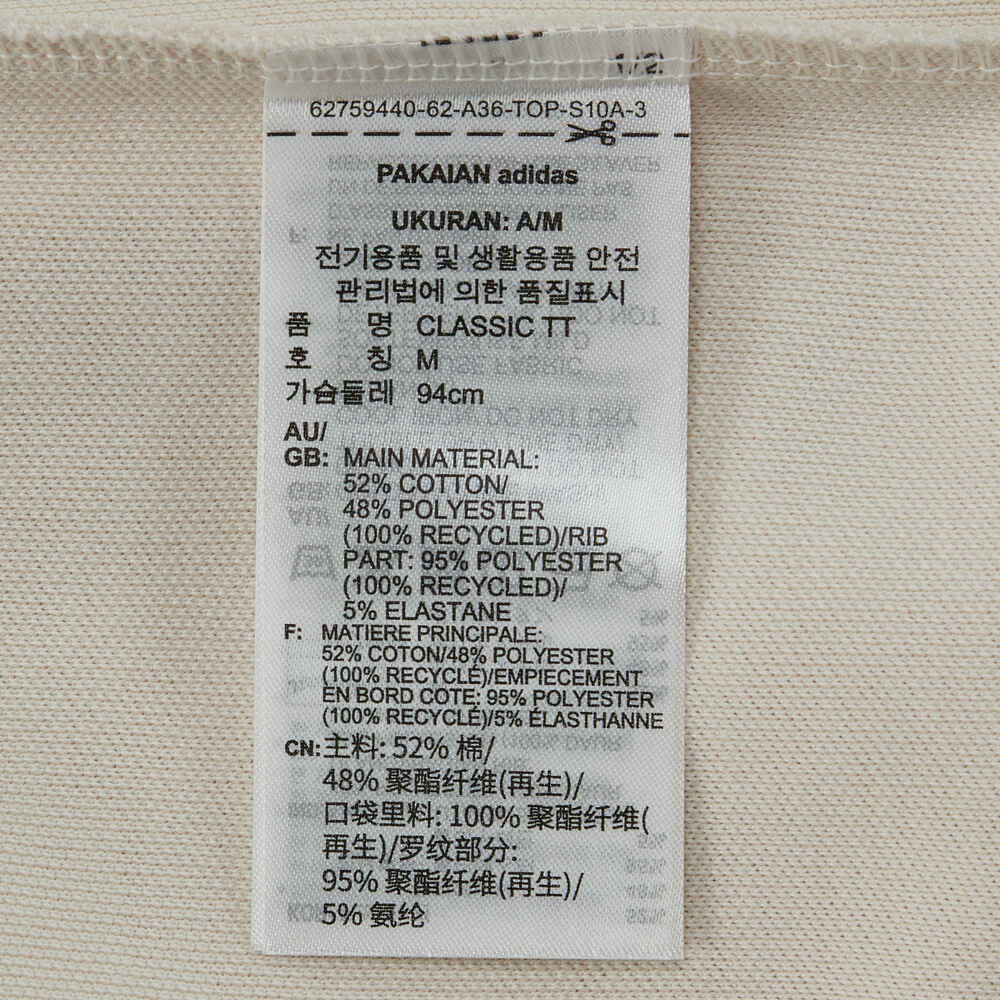 1/2
62759440-62-A36-TOP-S10A-3
PAKAIAN adidas
UKURAN: A/M
전기용품 및 생활용품 안전
관리법에 의한 품질표시
품 명 CLASSIC TT
호 칭 M
가슴둘레 94cm
AU/
GB: MAIN MATERIAL:
52% COTTON/
48% POLYESTER
(100% RECYCLED)/RIB
PART: 95% POLYESTER
(100% RECYCLED)/
5% ELASTANE
F: MATIERE PRINCIPALE:
52% COTON/48% POLYESTER
(100% RECYCLÉ)/EMPIECEMENT
EN BORD COTE: 95% POLYESTER
(100% RECYCLÉ)/5% ÉLASTHANNE
CN: 主料: 52% 棉/
48% 聚酯纤维(再生)/
口袋里料: 100% 聚酯纤维(
再生)/罗纹部分:
95% 聚酯纤维(再生)/
5% 氨纶